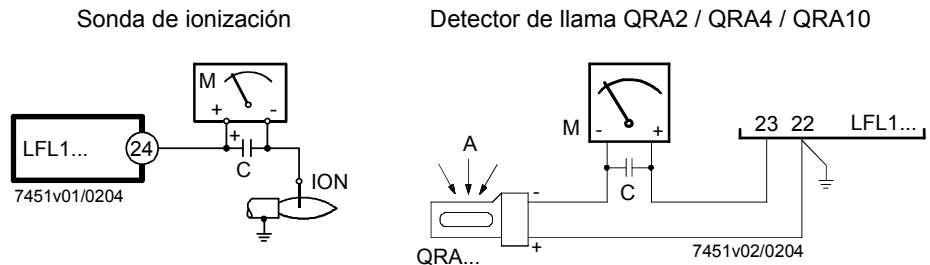 Sonda de ionización
M
+ -
+
LFL1...
24
C
ION
7451v01/0204
Detector de llama QRA2 / QRA4 / QRA10
M
- +
23 22 LFL1...
A
C
-
+
QRA...
7451v02/0204